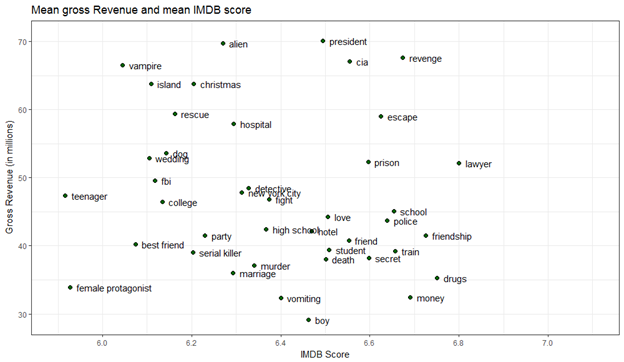 Mean gross Revenue and mean IMDB score
Gross Revenue (in millions)
70
60
50
40
30
president
alien
revenge
cia
vampire
island
christmas
rescue
escape
hospital
dog
wedding
prison
lawyer
fbi
detective
new york city
teenager
fight
college
school
love
police
high school
hotel
party
friendship
friend
best friend
student
train
serial killer
death
secret
murder
marriage
drugs
female protagonist
vomiting
money
boy
6.0
6.2
6.4
6.6
6.8
7.0
IMDB Score